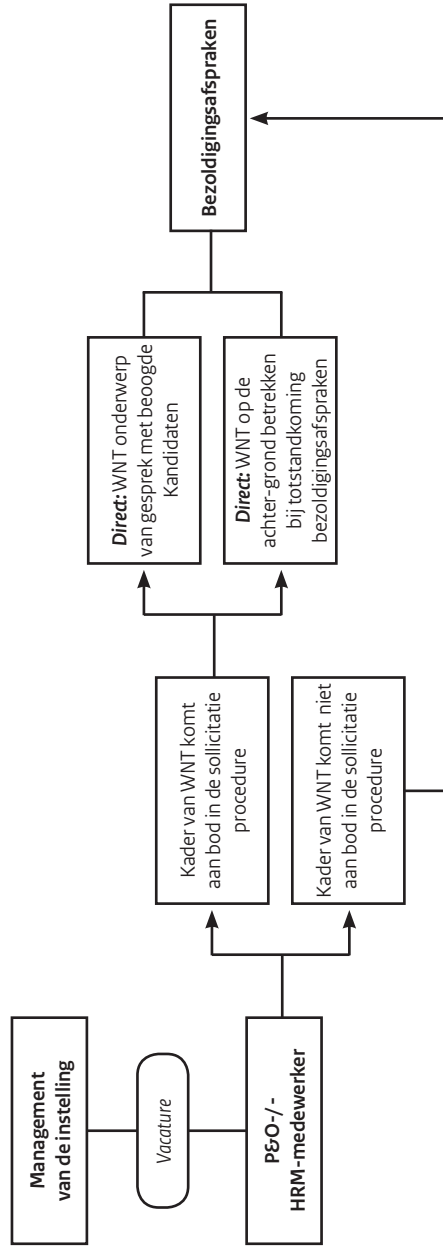 Management
van de instelling
Vacature
P&O-/-
HRM-medewerker
Kader van WNT komt
aan bod in de sollicitatie
procedure
Kader van WNT komt niet
aan bod in de sollicitatie
procedure
Direct: WNT onderwerp
van gesprek met beoogde
Kandidaten
Direct: WNT op de
achter-grond betrekken
bij totstandkoming
bezoldigingsafspraken
Bezoldigingsafspraken